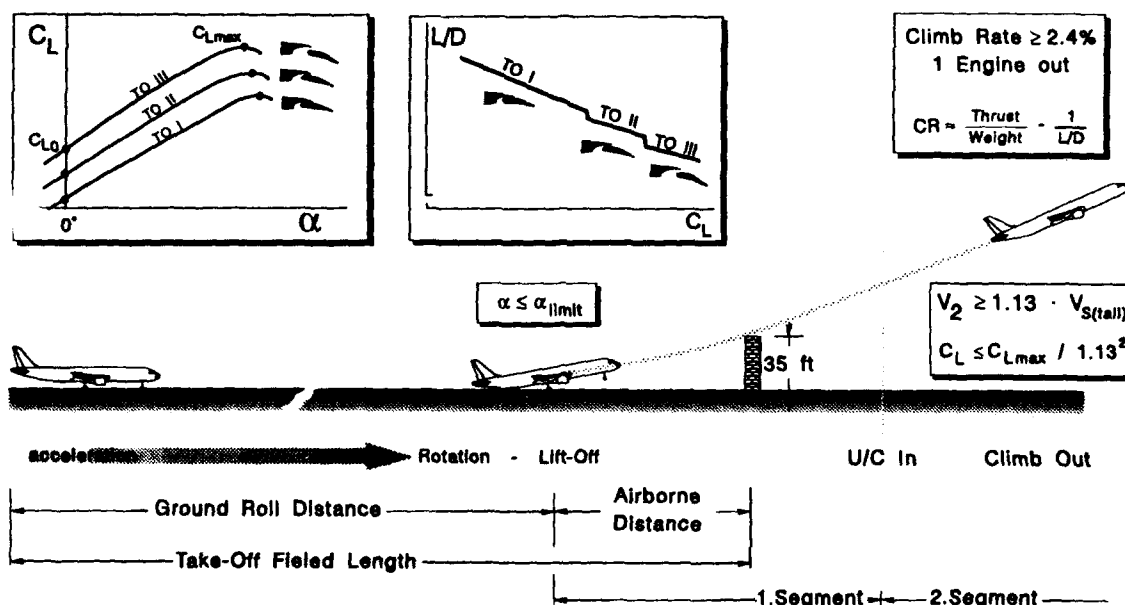 C_L
C_Lmax
TO III
TO II
TO I
C_L0
0°
α
L/D
TO I
TO II
TO III
C_L
Climb Rate ≥ 2.4%
1 Engine out
CR ≈ Thrust/Weight - 1/L/D
α ≤ α_limit
35 ft
V_2 ≥ 1.13 · V_S(tall)
C_L ≤ C_Lmax / 1.13²
acceleration
Rotation - Lift-Off
U/C In
Climb Out
Ground Roll Distance
Airborne
Distance
Take-Off Fieled Length
1.Segment
2.Segment